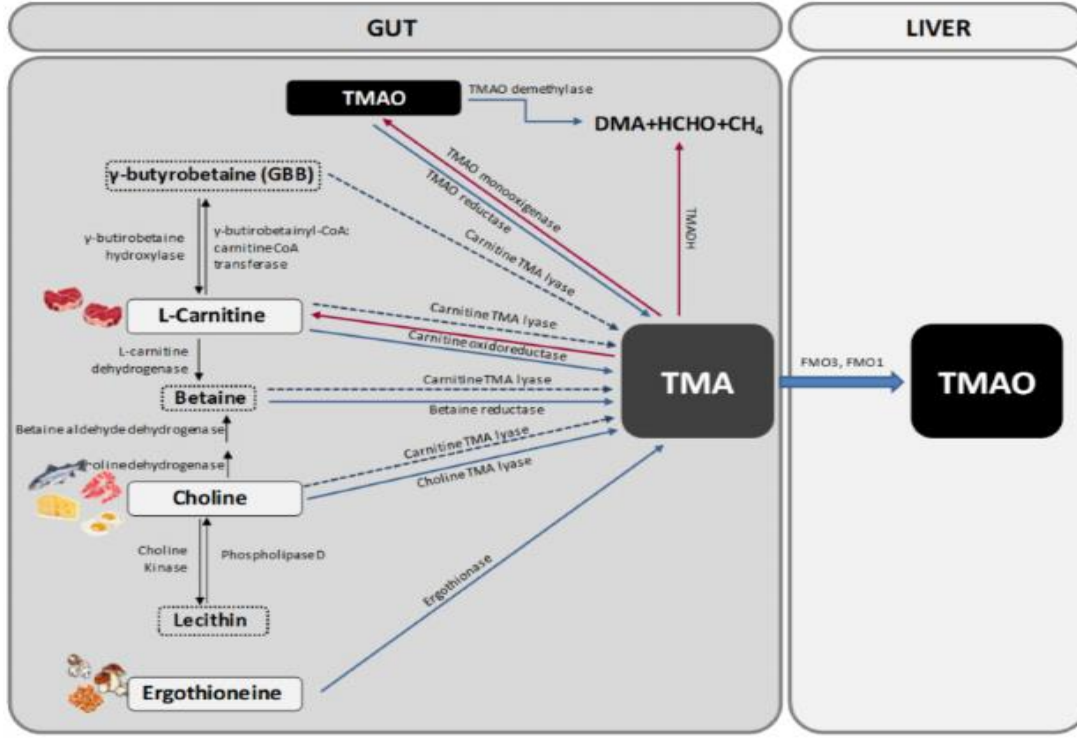 GUT
LIVER
TMAO
TMAO demethylase
DMA+HCHO+CH₄
TMAO monooxigenase
TMAO reductase
TMADH
γ-butyrobetaine (GBB)
Carnitine TMA lyase
γ-butirobetaine
hydroxylase
γ-butirobetainyl-CoA:
carnitine CoA
transferase
L-Carnitine
Carnitine TMA lyase
Carnitine oxidoreductase
L-carnitine
dehydrogenase
Betaine
Carnitine TMA lyase
Betaine reductase
TMA
FMO3, FMO1
TMAO
Betaine aldehyde dehydrogenase
oline dehydrogenase
Carnitine TMA lyase
Choline TMA lyase
Choline
Choline
Kinase
Phospholipase D
Lecithin
Ergothionase
Ergothioneine